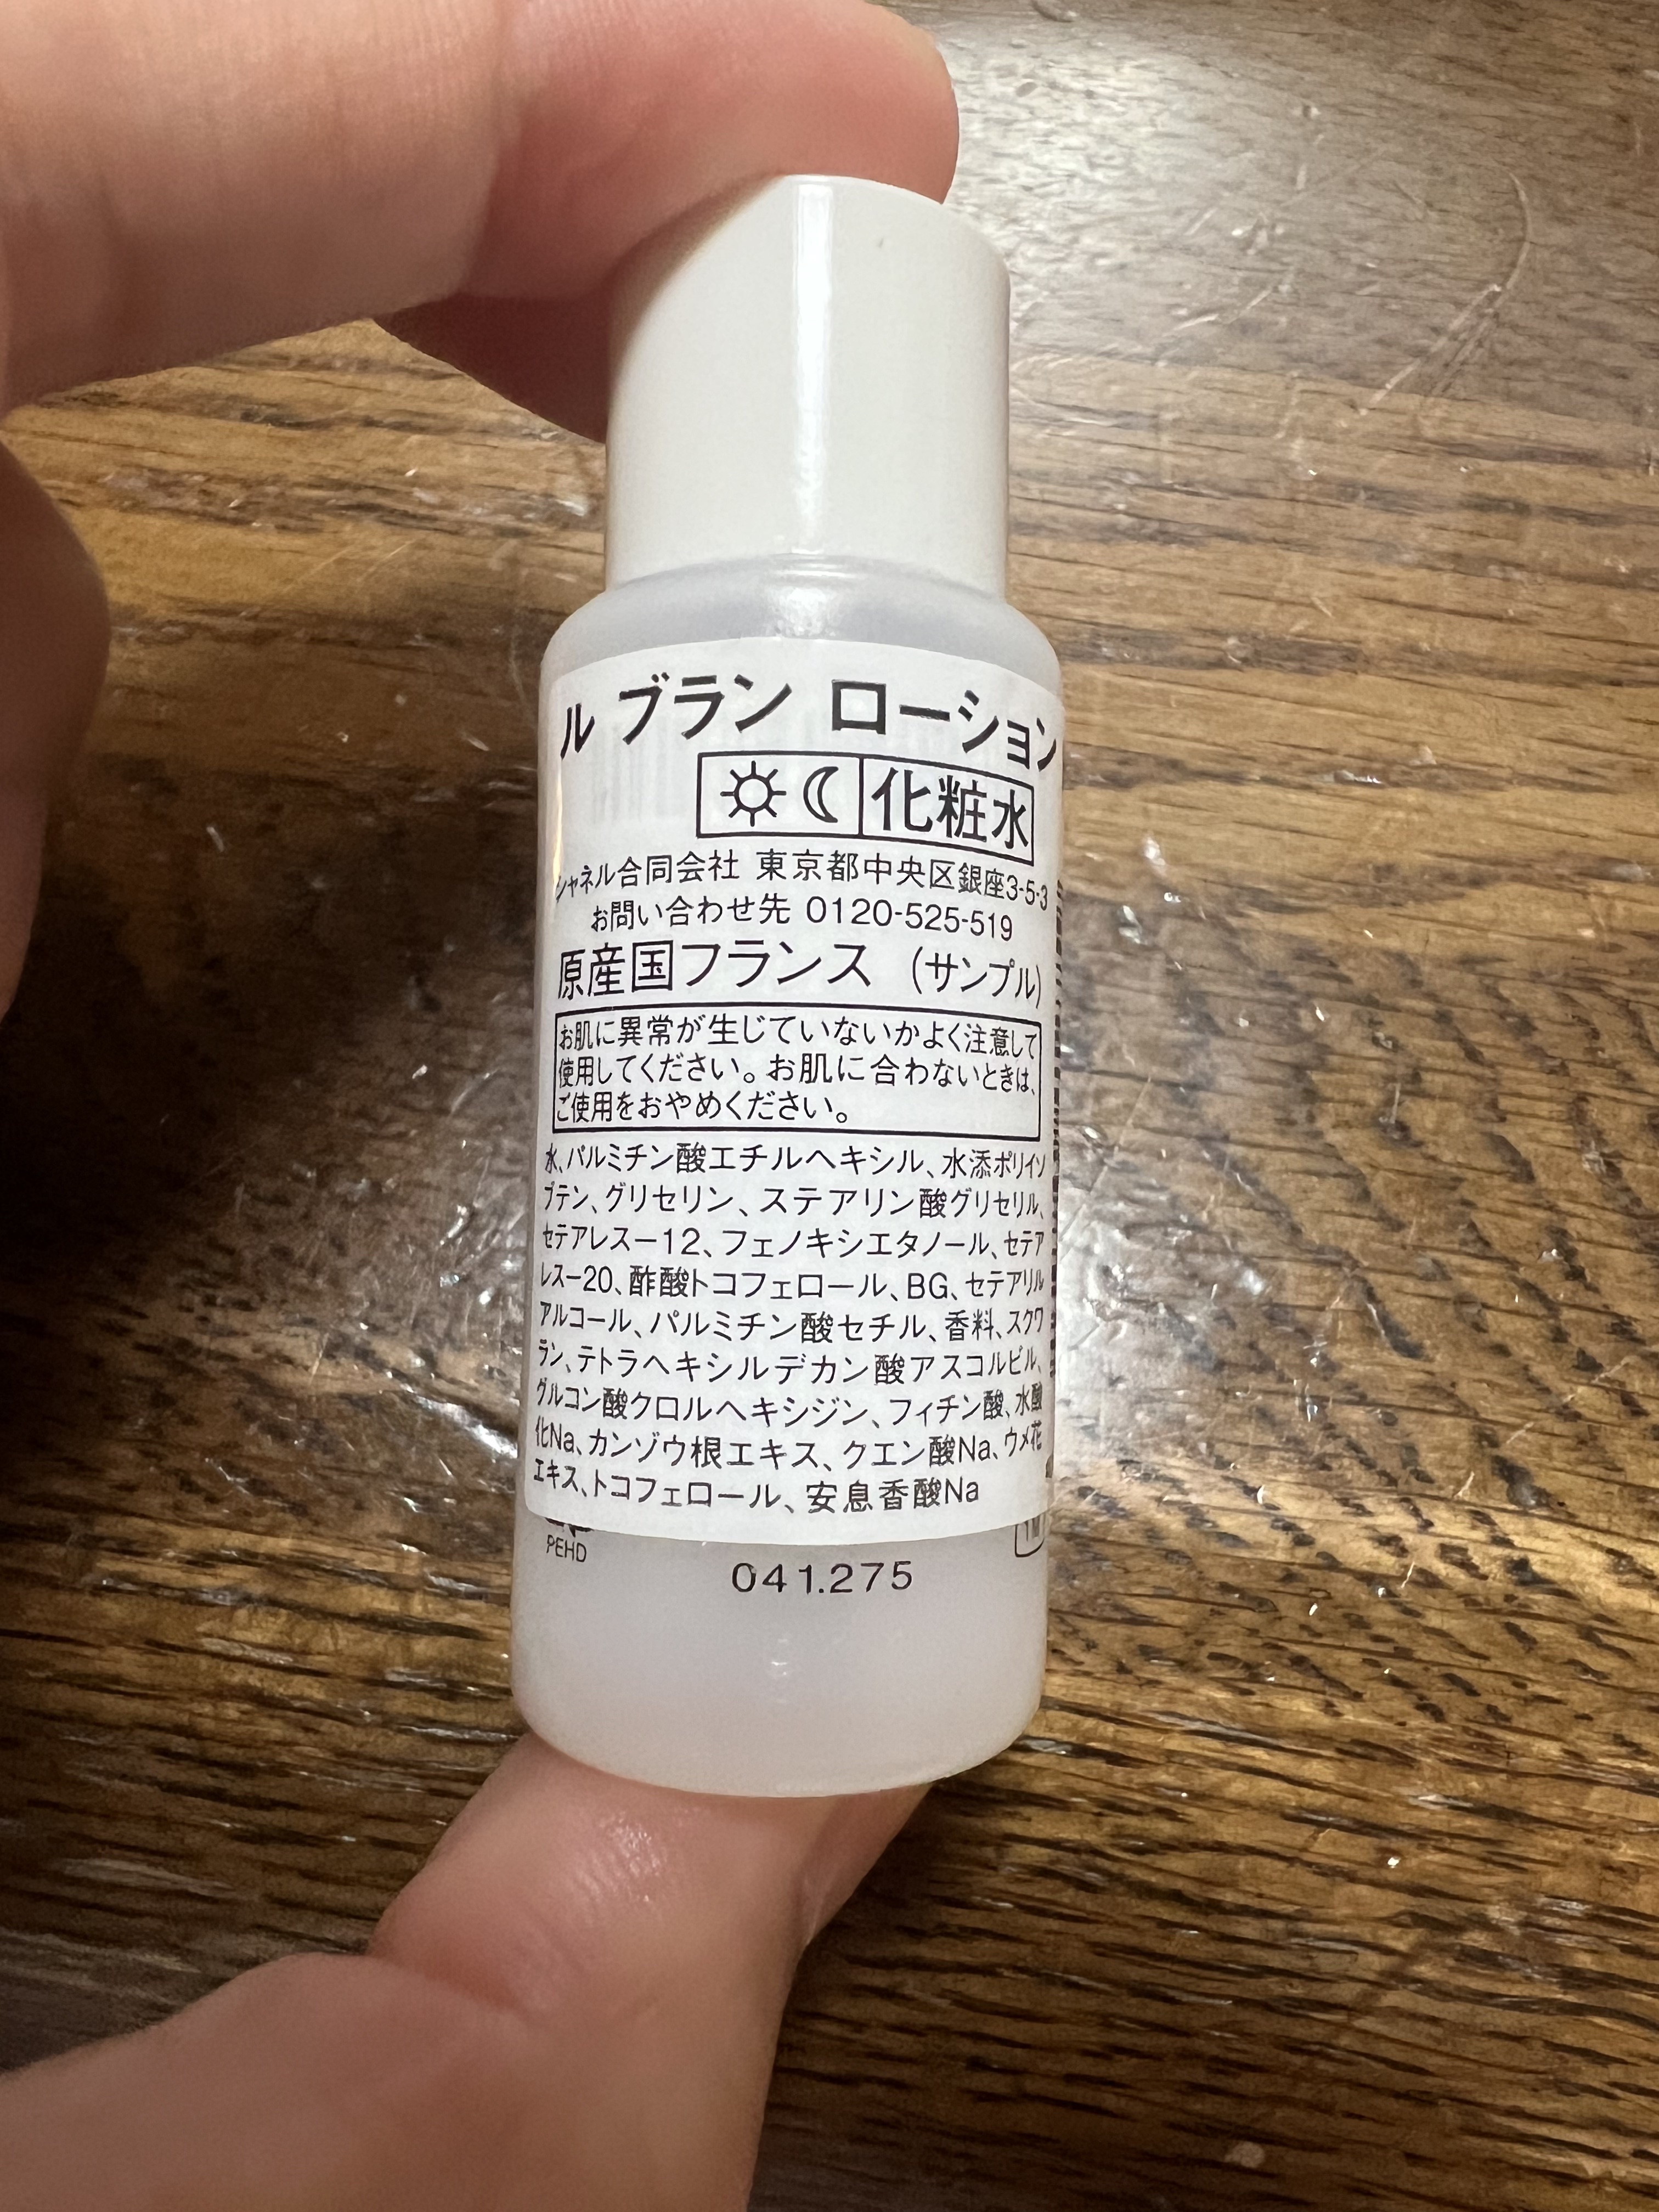 ル ブラン ローション
化粧水
シャネル合同会社 東京都中央区銀座3-5-3
お問い合わせ先 0120-525-519
原産国フランス (サンプル)
お肌に異常が生じていないかよく注意して
使用してください。お肌に合わないときは、
ご使用をおやめください。
水、パルミチン酸エチルヘキシル、水添ポリイソ
ブテン、グリセリン、ステアリン酸グリセリル、
セテアレスー12、フェノキシエタノール、セテア
レスー20、酢酸トコフェロール、BG、セテアリル
アルコール、パルミチン酸セチル、香料、スクワ
ラン、テトラヘキシルデカン酸アスコルビル、
グルコン酸クロルヘキシジン、フィチン酸、水酸
化Na、カンゾウ根エキス、クエン酸Na、ウメ花
エキス、トコフェロール、安息香酸Na
PEHD
041.275